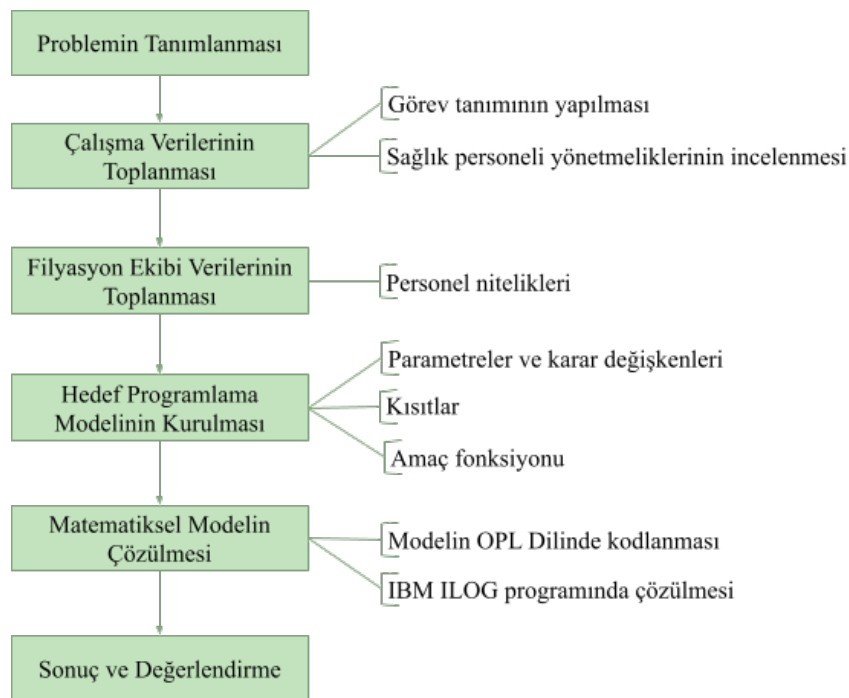 Problemin Tanımlanması
Çalışma Verilerinin
Toplanması
Görev tanımının yapılması
Sağlık personeli yönetmeliklerinin incelenmesi
Filyasyon Ekibi Verilerinin
Toplanması
Personel nitelikleri
Hedef Programlama
Modelinin Kurulması
Parametreler ve karar değişkenleri
Kısıtlar
Amaç fonksiyonu
Matematiksel Modelin
Çözülmesi
Modelin OPL Dilinde kodlanması
IBM ILOG programında çözülmesi
Sonuç ve Değerlendirme